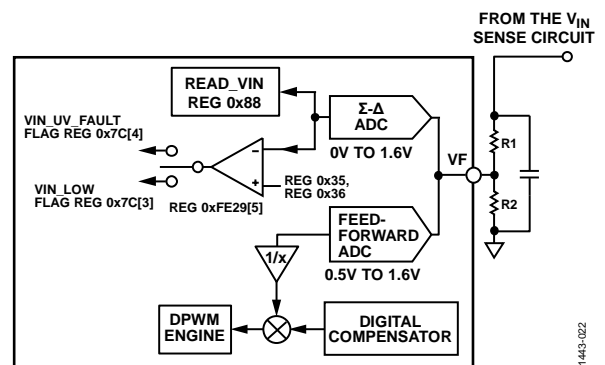 FROM THE VIN
SENSE CIRCUIT
READ_VIN
REG 0x88
Σ-Δ
ADC
0V TO 1.6V
VIN_UV_FAULT
FLAG REG 0x7C[4]
VIN_LOW
FLAG REG 0x7C[3]
−
+
REG 0xFE29[5]
REG 0x35,
REG 0x36
VF
R1
R2
FEED-
FORWARD
ADC
0.5V TO 1.6V
1/x
DPWM
ENGINE
DIGITAL
COMPENSATOR
1443-022